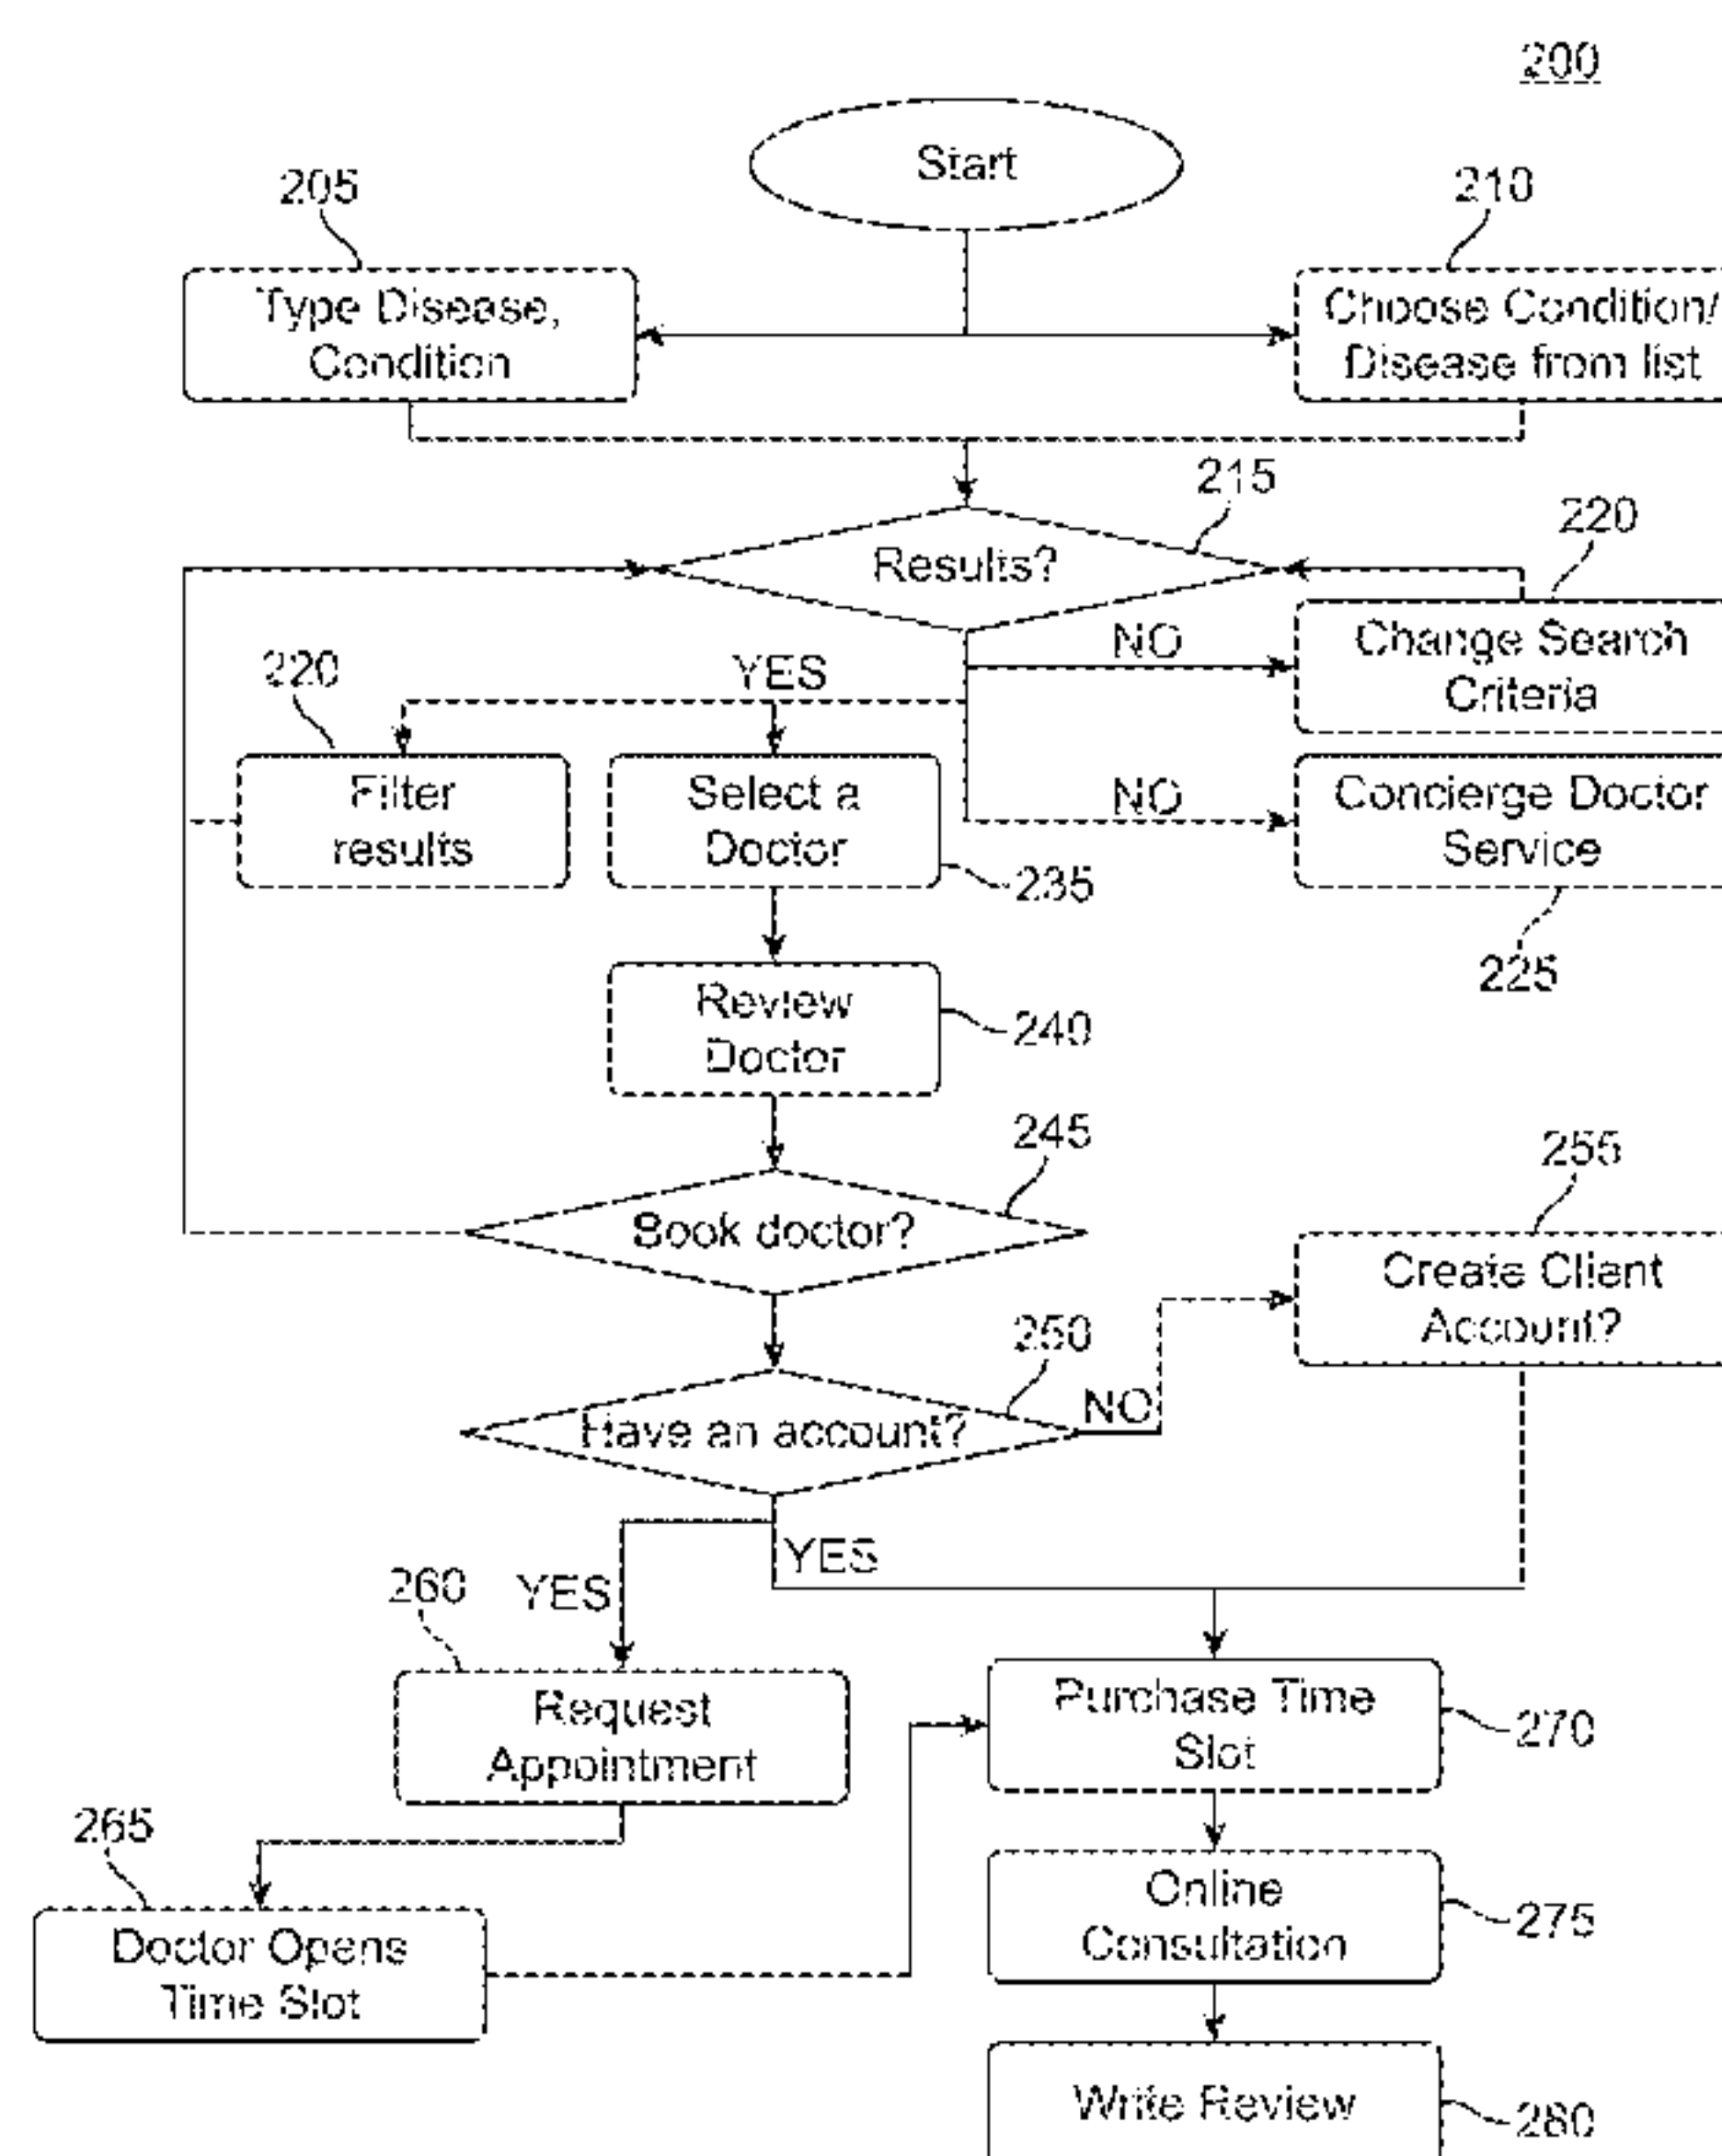 200
Start
205
210
Type Disease,
Condition
Choose Condition/
Disease from list
215
Results?
220
NO
Change Search
Criteria
220
YES
Filter
results
Select a
Doctor
NO
Concierge Doctor
Service
235
225
Review
Doctor
240
245
Book doctor?
255
Create Client
Account?
250
Have an account?
NO
YES
YES
260
Request
Appointment
Purchase Time
Slot
270
265
Doctor Opens
Time Slot
Online
Consultation
275
Write Review
280